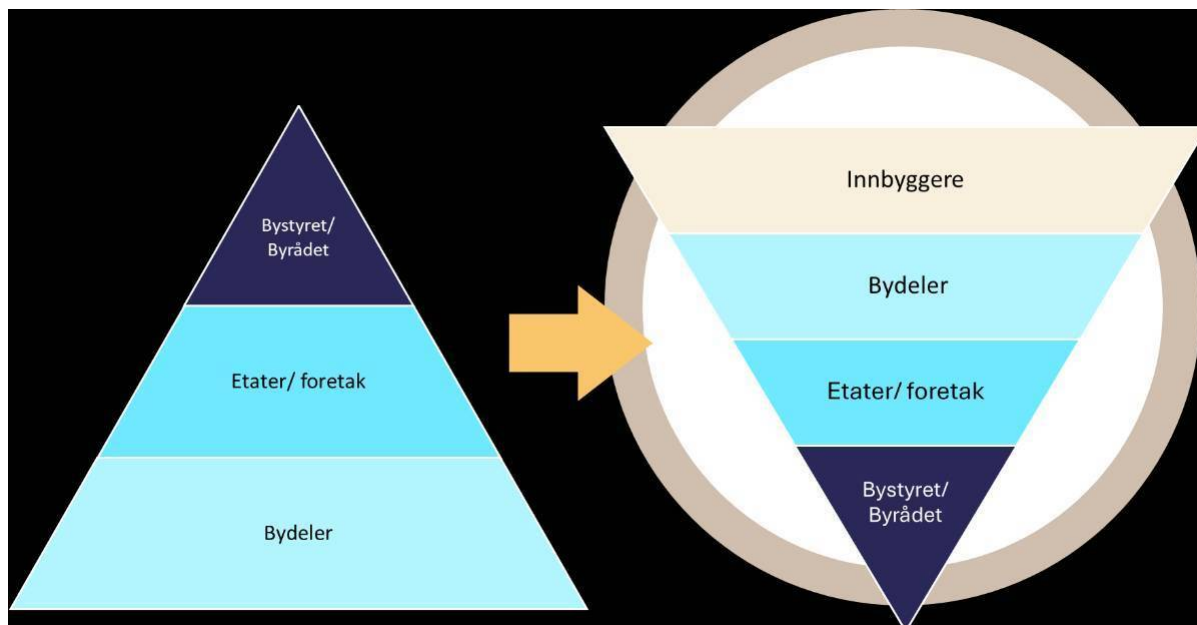 Bystyret/
Byrådet
Etater/ foretak
Bydeler
Innbyggere
Bydeler
Etater/ foretak
Bystyret/
Byrådet